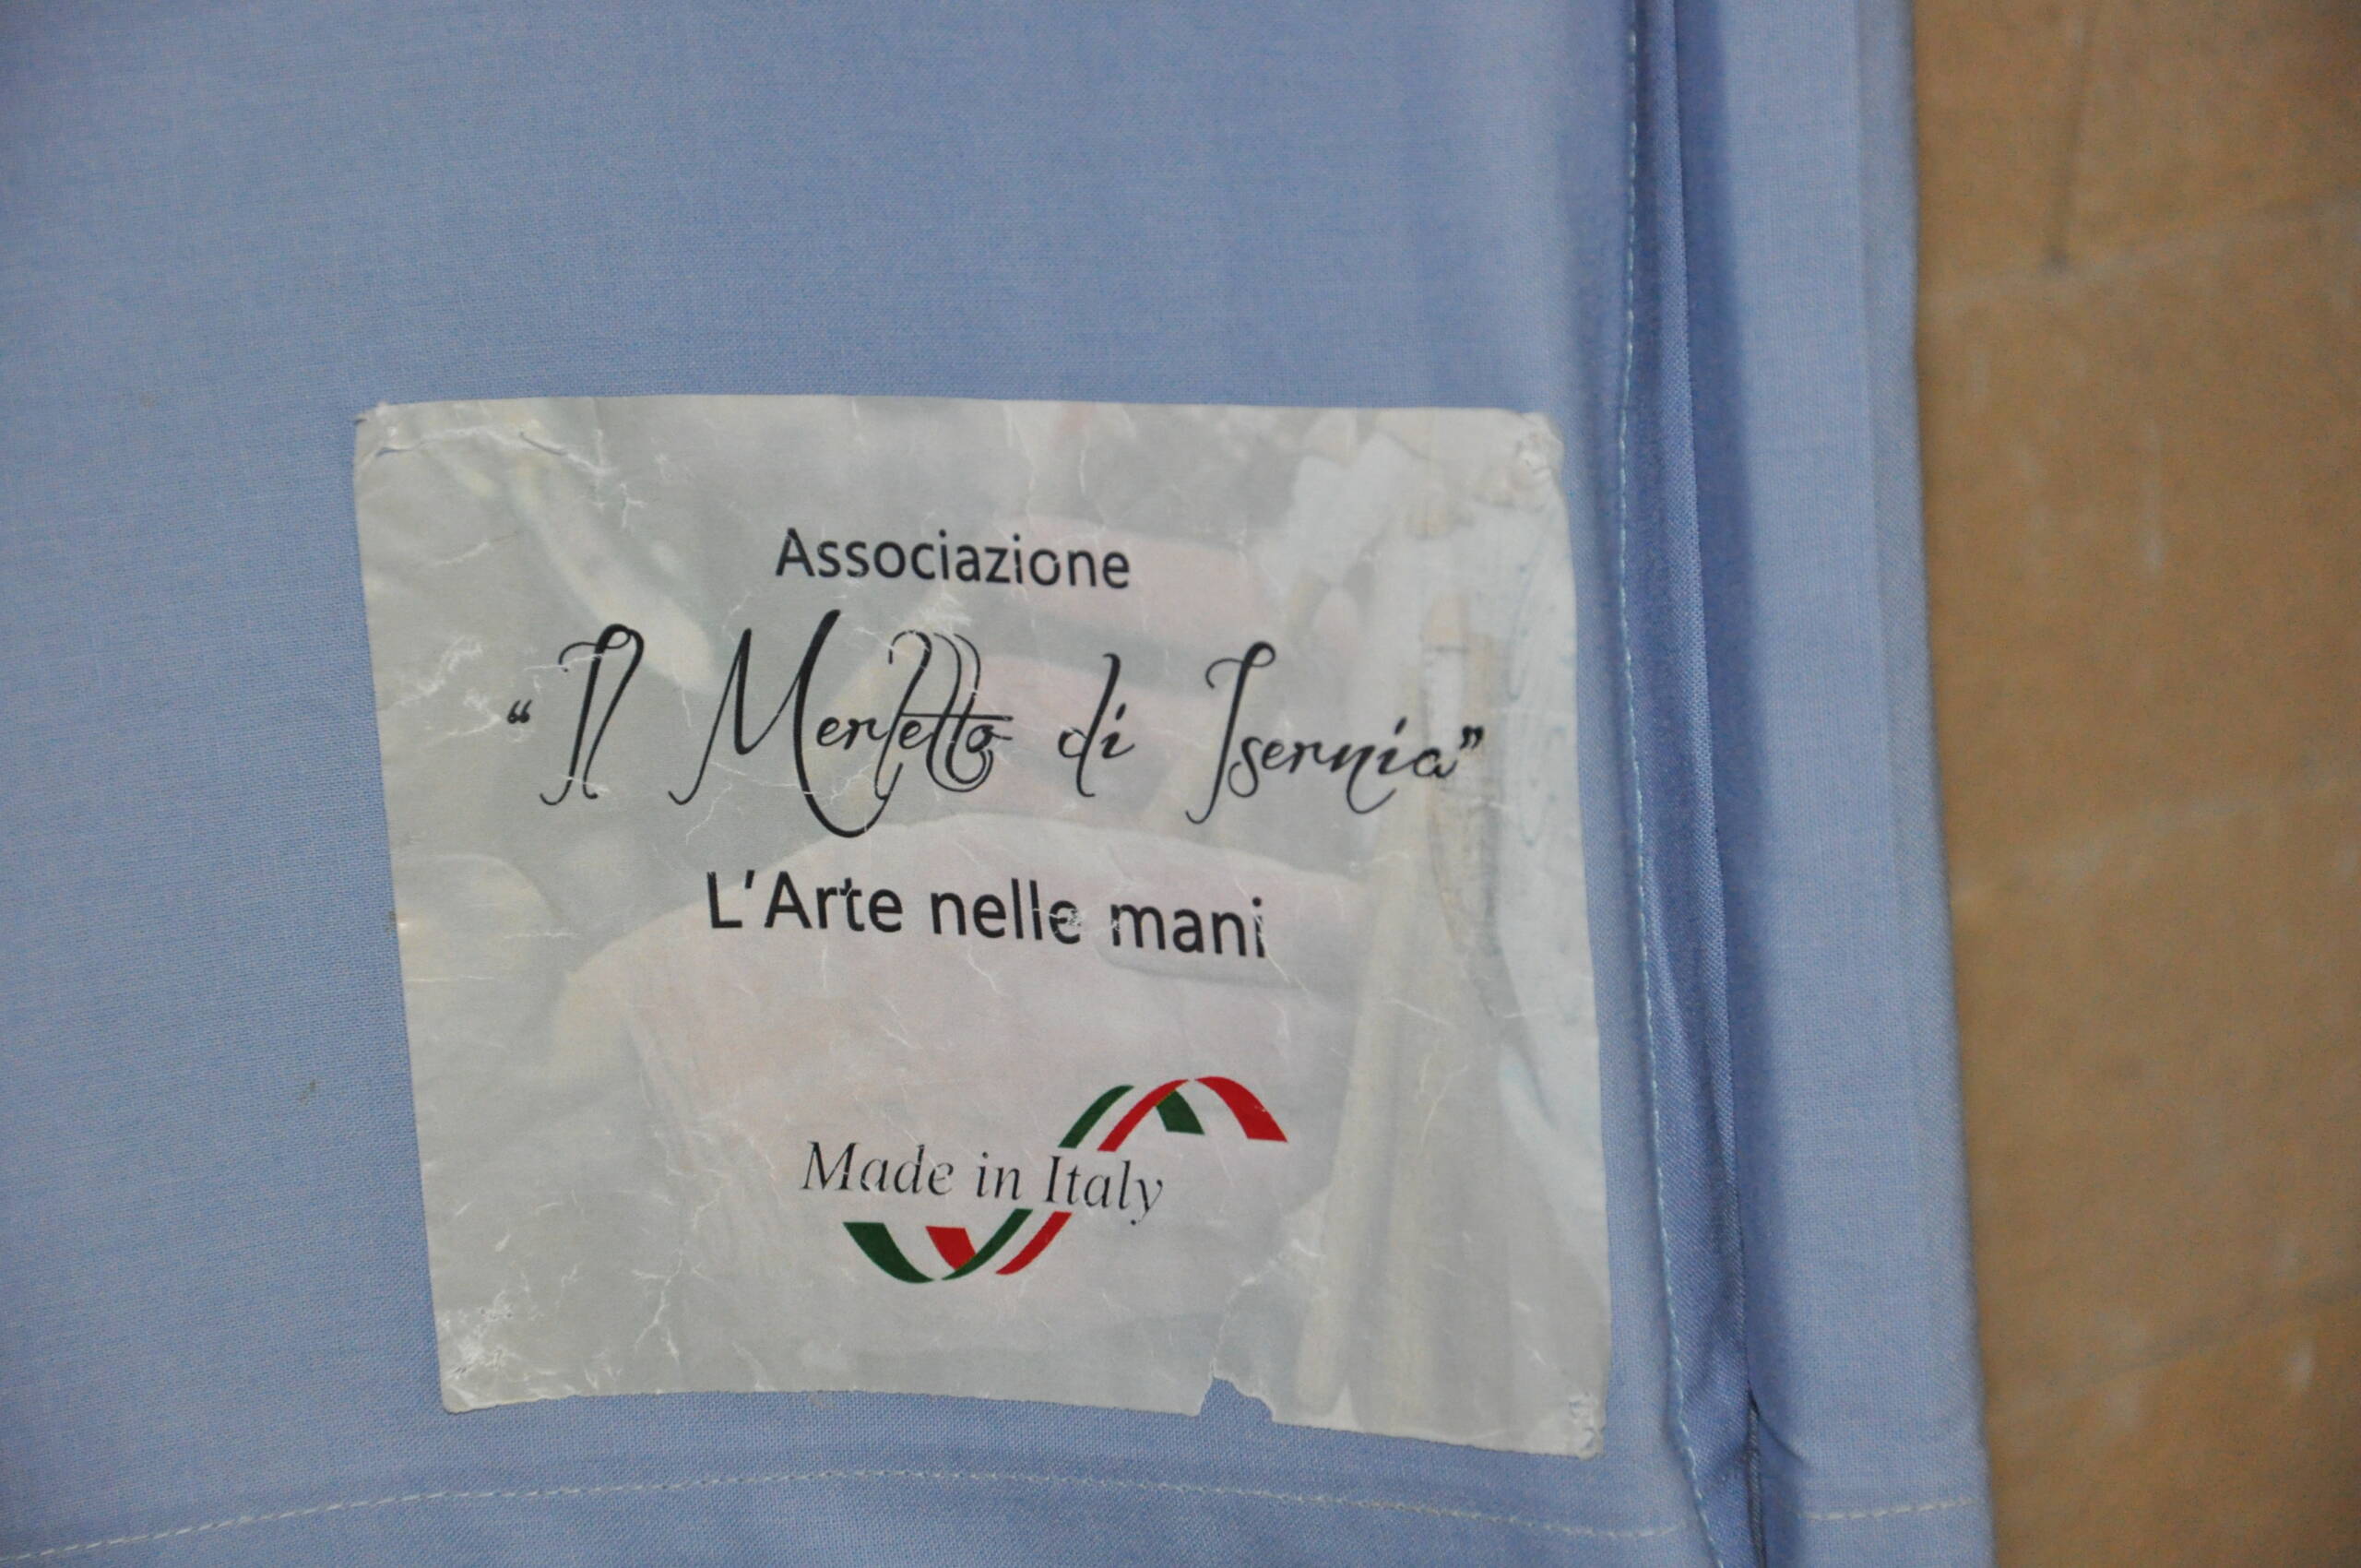 Associazione
“Il Merletto di Isernia”
L'Arte nelle mani
Made in Italy